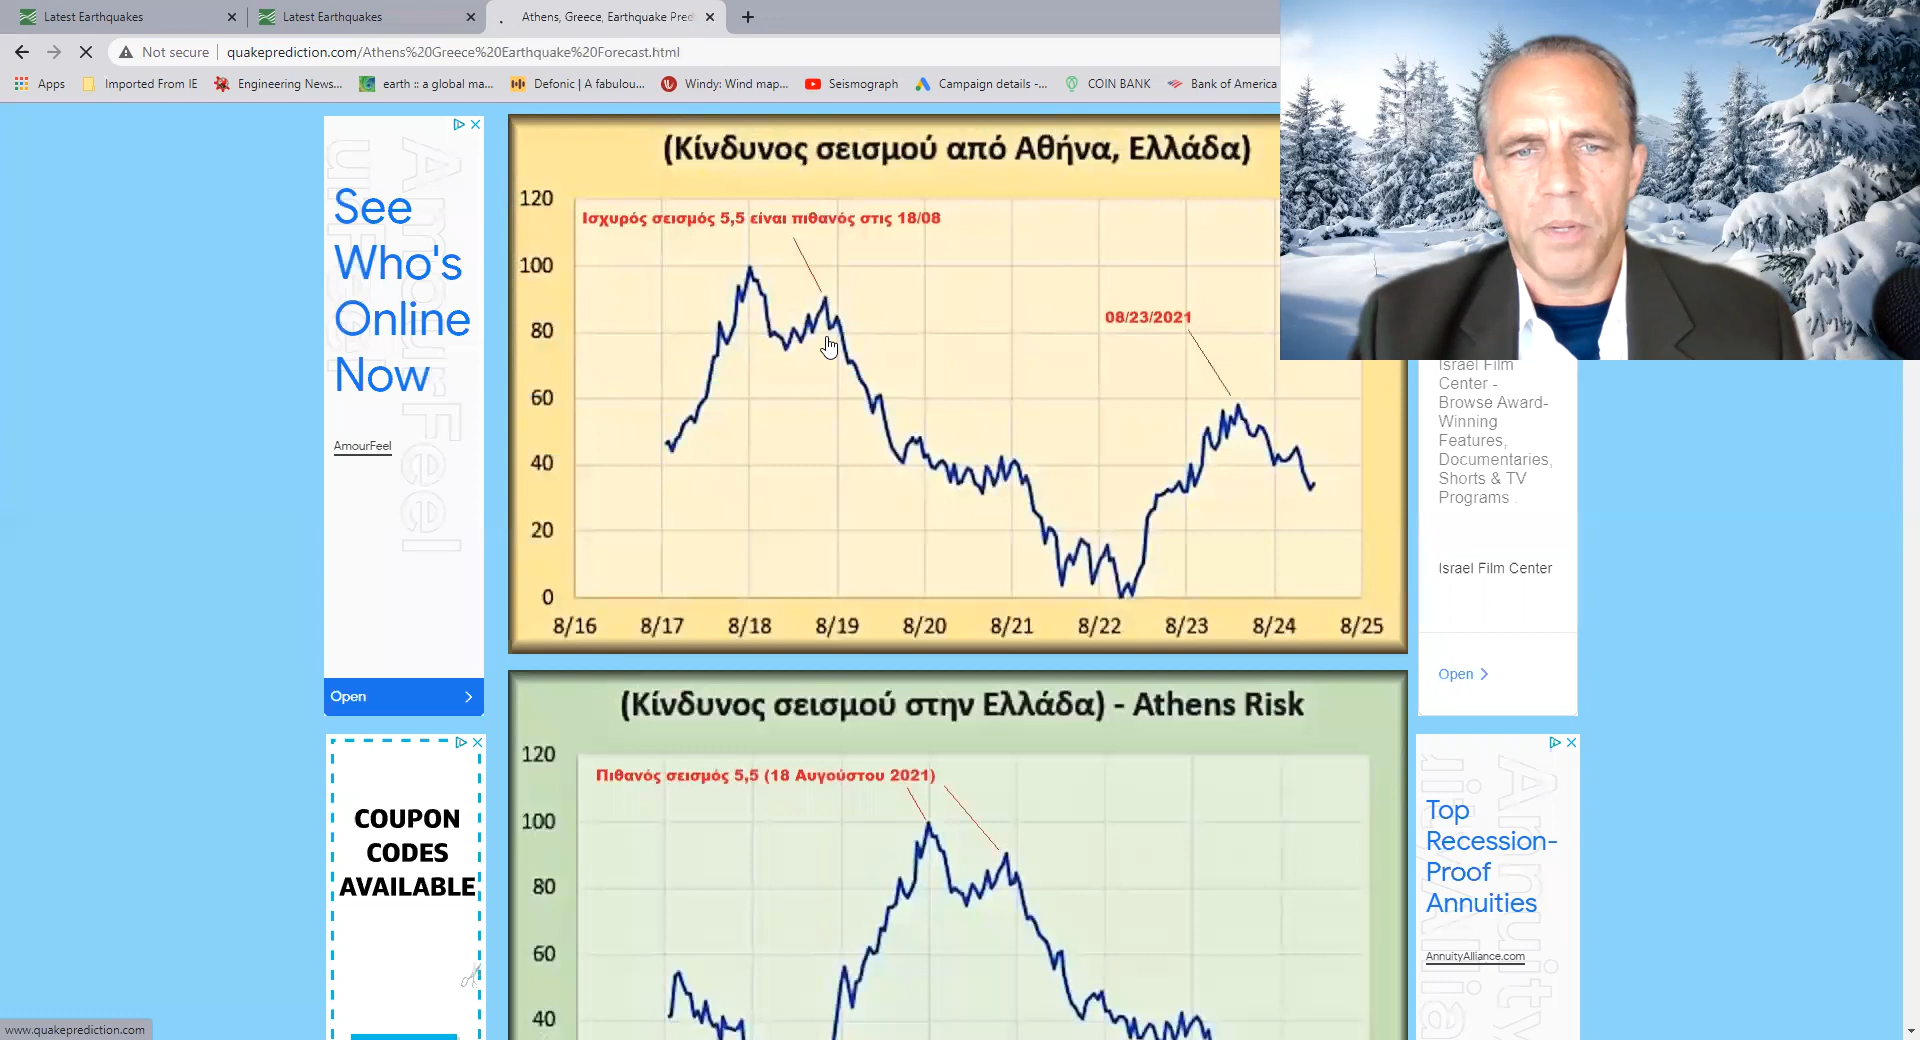 Latest Earthquakes
Latest Earthquakes
Athens, Greece, Earthquake Pred
Not secure
quakeprediction.com/Athens%20Greece%20Earthquake%20Forecast.html
Apps
Imported From IE
Engineering News...
earth :: a global ma...
Defonic | A fabulou...
Windy: Wind map...
Seismograph
Campaign details -...
COIN BANK
Bank of America
See
Who's
Online
Now
AmourFeel
Open
COUPON
CODES
AVAILABLE
(Κίνδυνος σεισμού από Αθήνα, Ελλάδα)
Ισχυρός σεισμός 5,5 είναι πιθανός στις 18/08
08/23/2021
120
100
80
60
40
20
0
8/16 8/17 8/18 8/19 8/20 8/21 8/22 8/23 8/24 8/25
(Κίνδυνος σεισμού στην Ελλάδα) - Athens Risk
Πιθανός σεισμός 5,5 (18 Αυγούστου 2021)
120
100
80
60
40
Israel Film
Center -
Browse Award-
Winning
Features,
Documentaries,
Shorts & TV
Programs
Israel Film Center
Open
Top
Recession-
Proof
Annuities
AnnuityAlliance.com
www.quakeprediction.com